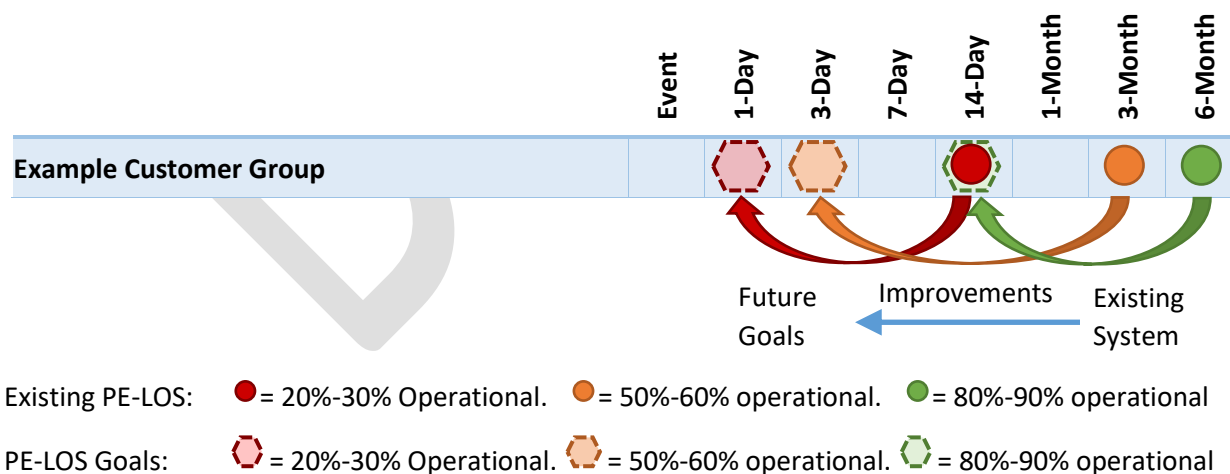 Event 1-Day 3-Day 7-Day 14-Day 1-Month 3-Month 6-Month
Example Customer Group
Future Goals
Improvements
Existing System
Existing PE-LOS: = 20%-30% Operational. = 50%-60% operational. = 80%-90% operational
PE-LOS Goals: = 20%-30% Operational. = 50%-60% operational. = 80%-90% operational